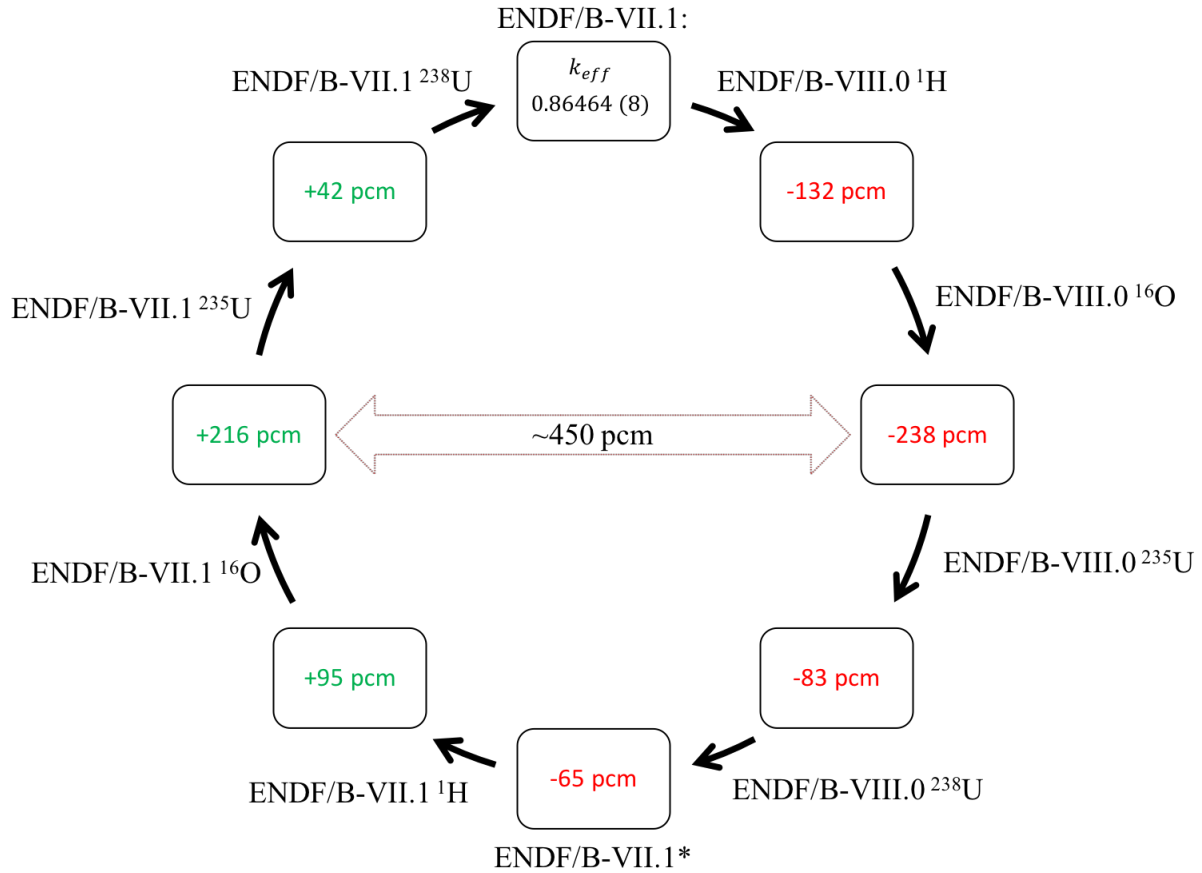 ENDF/B-VII.1:
k_eff
0.86464 (8)
ENDF/B-VII.1 ²³⁸U
ENDF/B-VIII.0 ¹H
+42 pcm
-132 pcm
ENDF/B-VII.1 ²³⁵U
ENDF/B-VIII.0 ¹⁶O
+216 pcm
~450 pcm
-238 pcm
ENDF/B-VII.1 ¹⁶O
ENDF/B-VIII.0 ²³⁵U
+95 pcm
-83 pcm
ENDF/B-VII.1 ¹H
-65 pcm
ENDF/B-VIII.0 ²³⁸U
ENDF/B-VII.1*